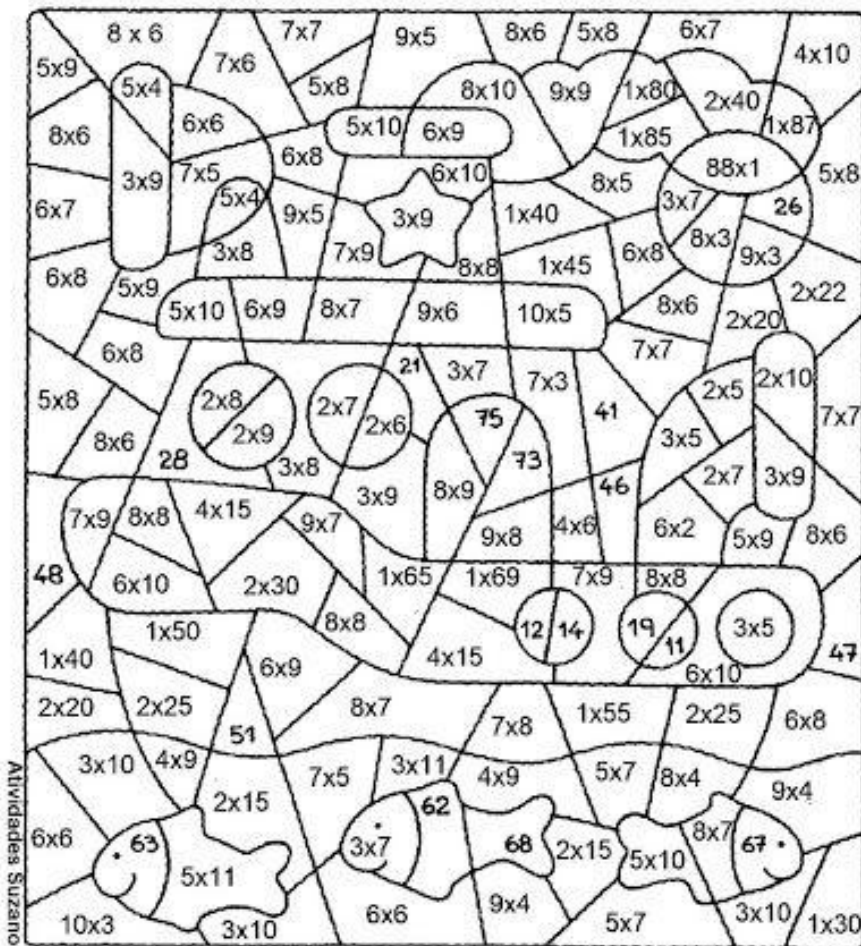 8 x 6 7x7 9x5 8x6 5x8 6x7 4x10
5x9 7x6
5x4 5x8 8x10 9x9 1x80 2x40
8x6 6x6 5x10 6x9 1x85 1x87
6x8
3x9 7x5 6x10 8x5 88x1 5x8
6x7 5x4 9x5 3x9 1x40 3x7 26
3x8 7x9 8x8 1x45 6x8 8x3 9x3
6x8 5x9 8x6 2x22
5x10 6x9 8x7 9x6 10x5 2x20
6x8 21 3x7 7x3 7x7
5x8 2x8 2x9 2x7 2x6 75 41 2x5 2x10 7x7
8x6 28 3x8 73 3x5
3x9 8x9 46 2x7 3x9
7x9 8x8 4x15 9x7 9x8 4x6 6x2 5x9 8x6
48 6x10 2x30 1x65 1x69 7x9 8x8
8x8 12 14 19 11 3x5
1x40 1x50 6x9 4x15 6x10 47
2x20 2x25 51 8x7 7x8 1x55 2x25 6x8
3x10 4x9 7x5 3x11 4x9 5x7 8x4 9x4
2x15
6x6 63 5x11 3x7 62 68 2x15 5x10 8x7 67
10x3 3x10 6x6 9x4 5x7 3x10 1x30
Atividades Suzano